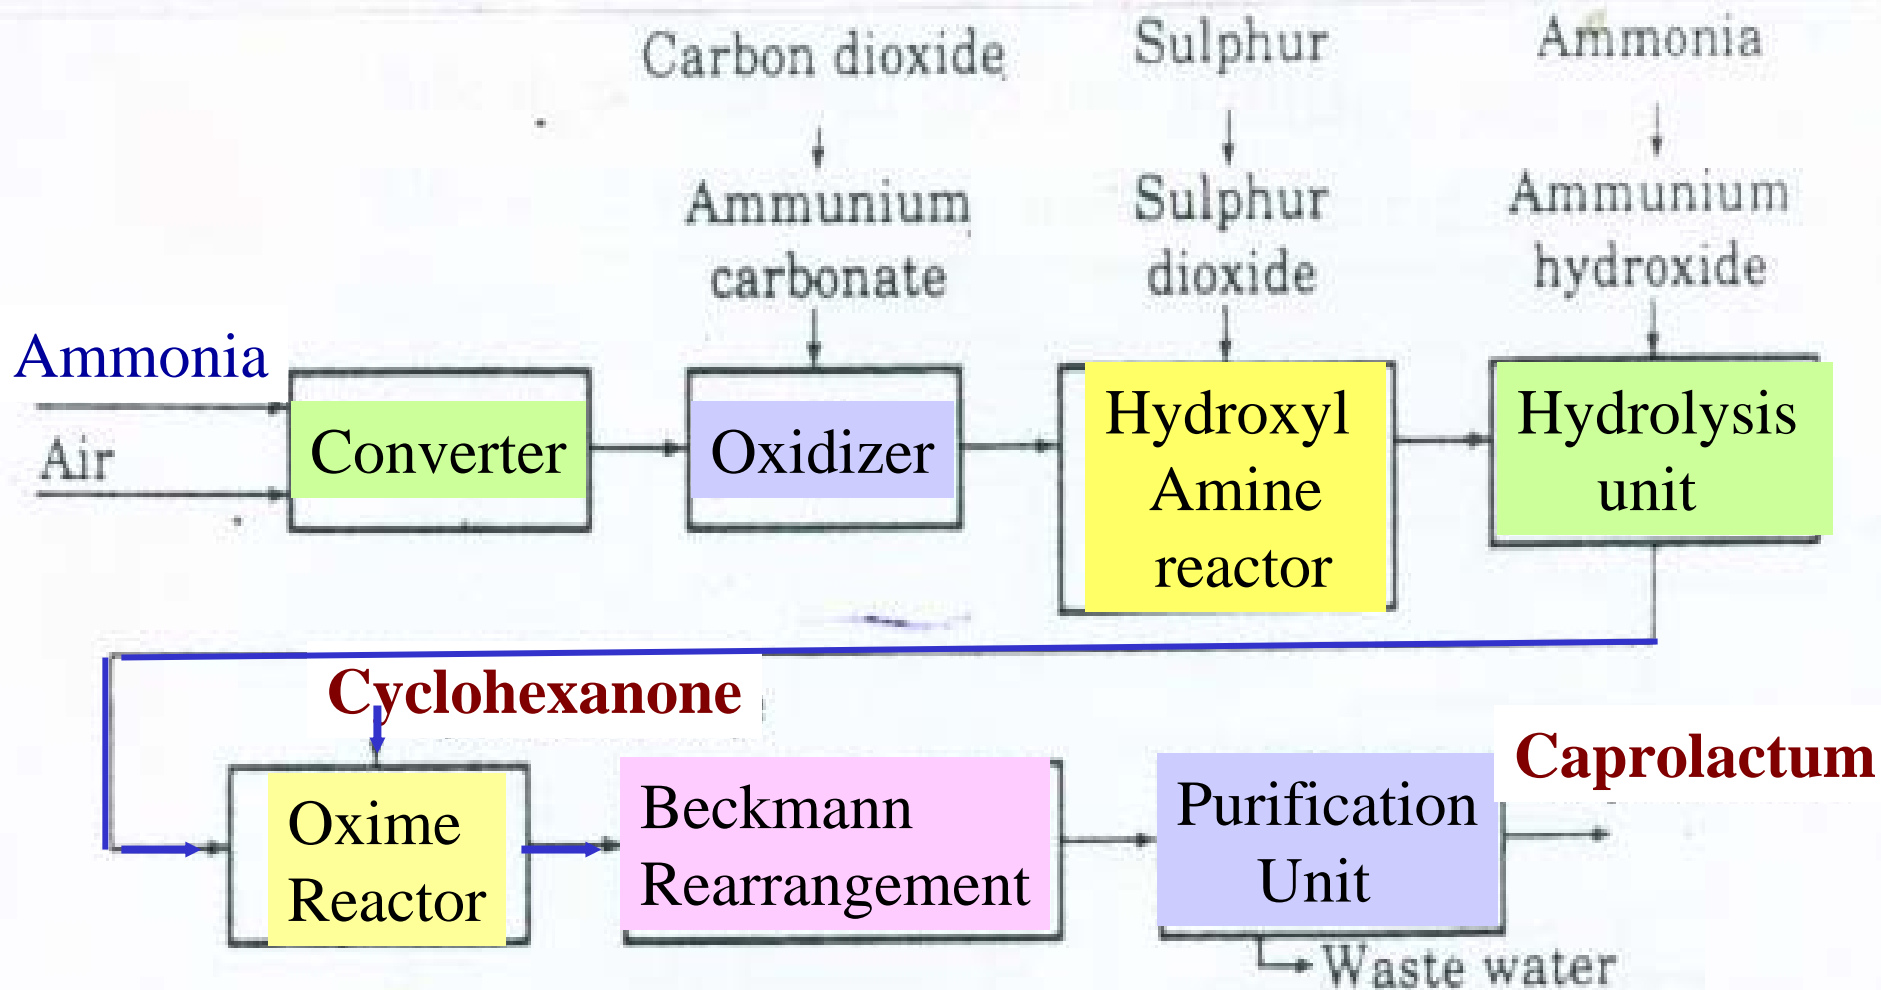 Carbon dioxide
Sulphur
Ammonia
Ammunium
carbonate
Sulphur
dioxide
Ammunium
hydroxide
Ammonia
Air
Converter
Oxidizer
Hydroxyl
Amine
reactor
Hydrolysis
unit
Cyclohexanone
Oxime
Reactor
Beckmann
Rearrangement
Purification
Unit
Caprolactum
Waste water